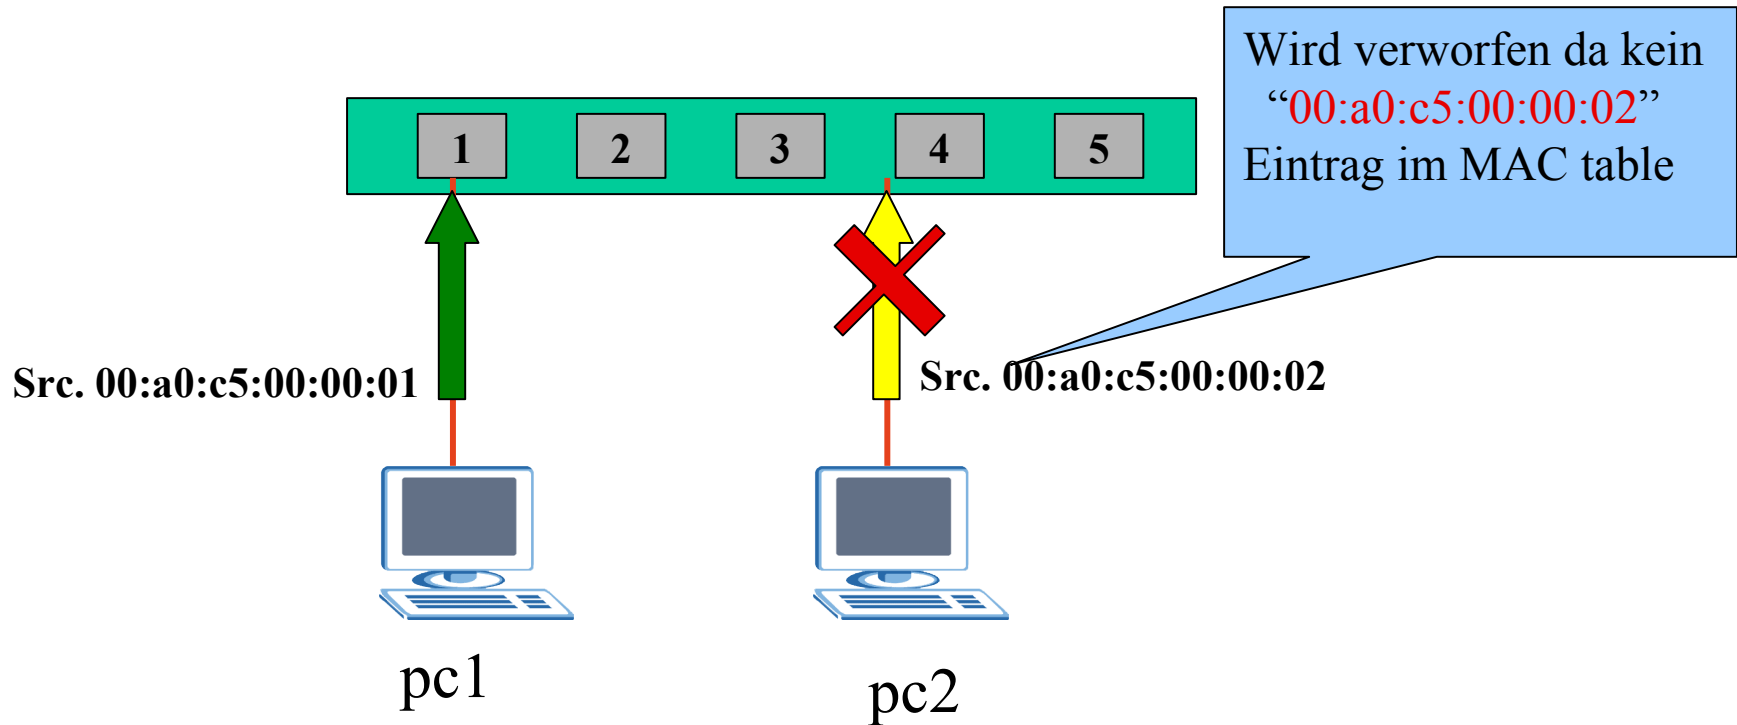 Wird verworfen da kein
“00:a0:c5:00:00:02”
Eintrag im MAC table
1 2 3 4 5
Src. 00:a0:c5:00:00:01
Src. 00:a0:c5:00:00:02
pc1
pc2